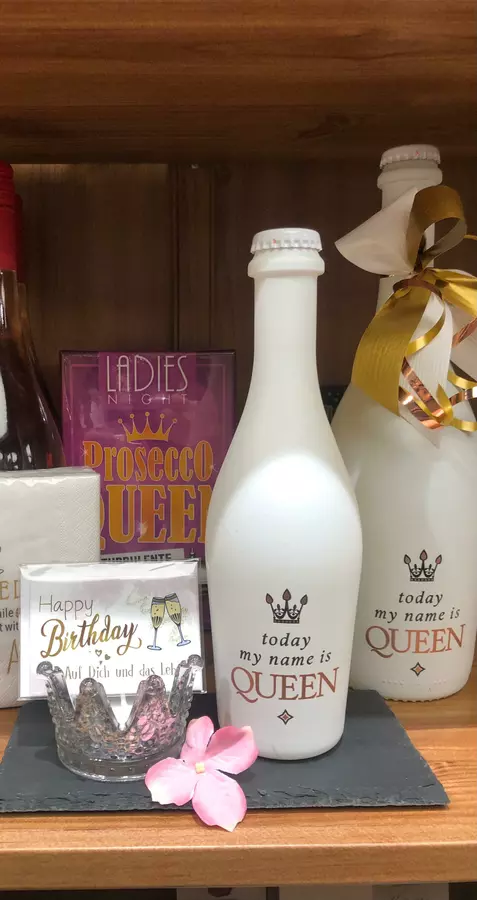 LADIES
NIGHT
Prosecco
QUEEN
Happy
Birthday
Auf Dich und das
today
my name is
QUEEN
today
my name is
QUEEN